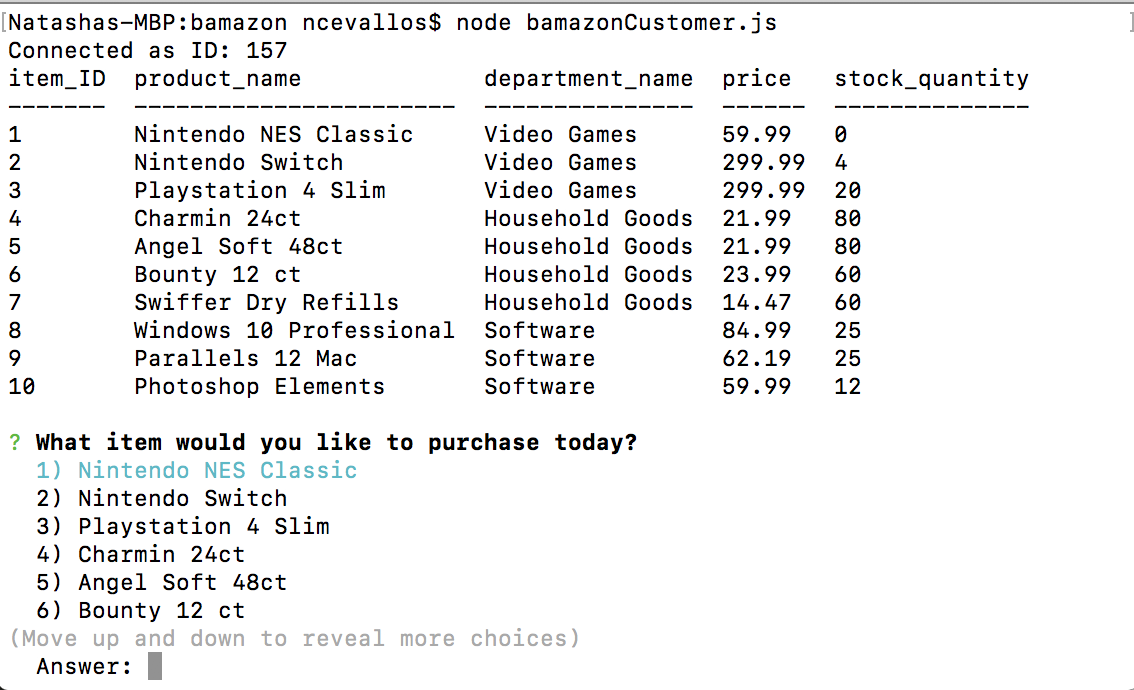 [Natashas-MBP:bamazon ncevallos$ node bamazonCustomer.js ]
Connected as ID: 157
item_ID  product_name             department_name  price   stock_quantity
-------  -----------------------  ---------------  ------  --------------
1        Nintendo NES Classic     Video Games      59.99   0
2        Nintendo Switch          Video Games      299.99  4
3        Playstation 4 Slim       Video Games      299.99  20
4        Charmin 24ct             Household Goods  21.99   80
5        Angel Soft 48ct          Household Goods  21.99   80
6        Bounty 12 ct             Household Goods  23.99   60
7        Swiffer Dry Refills      Household Goods  14.47   60
8        Windows 10 Professional  Software         84.99   25
9        Parallels 12 Mac         Software         62.19   25
10       Photoshop Elements       Software         59.99   12
? What item would you like to purchase today?
  1) Nintendo NES Classic
  2) Nintendo Switch
  3) Playstation 4 Slim
  4) Charmin 24ct
  5) Angel Soft 48ct
  6) Bounty 12 ct
(Move up and down to reveal more choices)
  Answer: